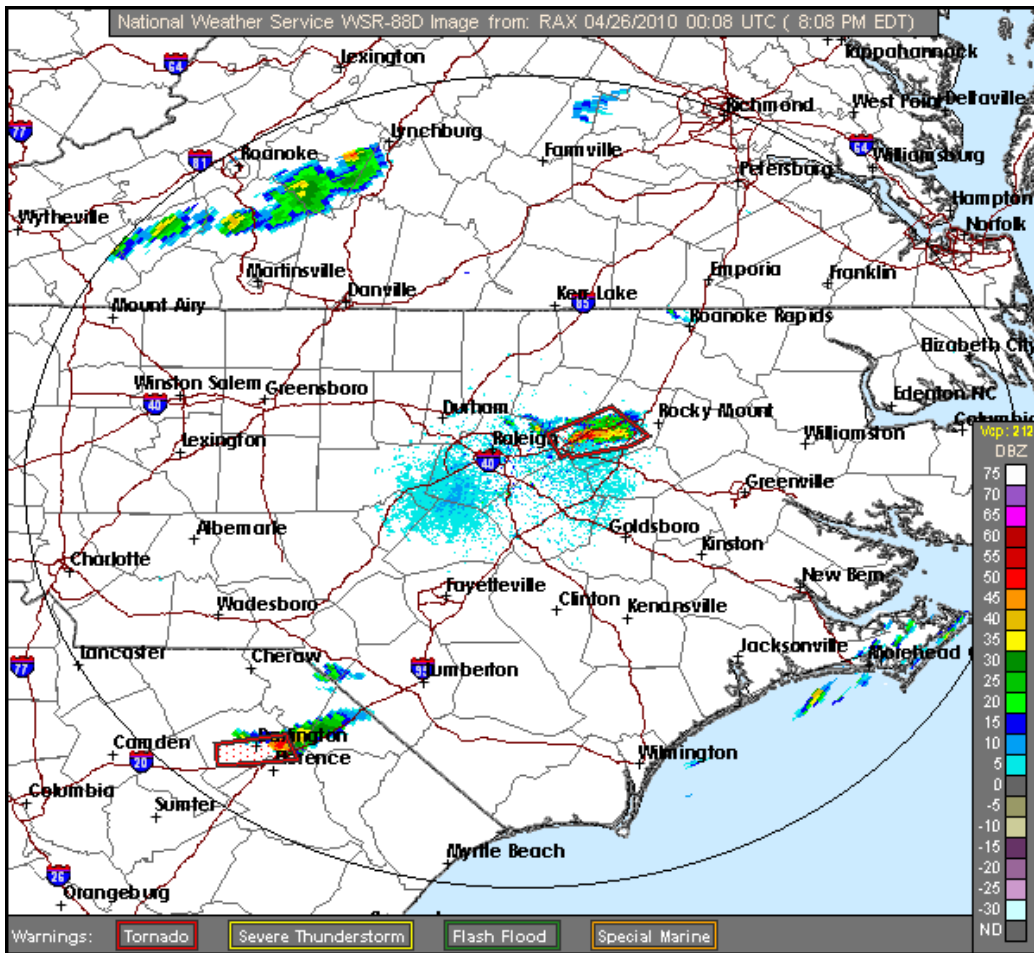 National Weather Service WSR-88D Image from: RAX 04/26/2010 00:08 UTC ( 8:08 PM EDT)
Tappahannock
Lexington
64
Richmond
West Point
Deltaville
77
Lynchburg
64
Roanoke
81
Farmville
Williamsburg
Petersburg
Wytheville
Hampton
Norfolk
Martinsville
Emporia
Franklin
Danville
Kerr Lake
85
Mount Airy
Roanoke Rapids
Elizabeth City
Winston Salem
Greensboro
Edenton NC
40
Durham
Rocky Mount
Columbia
Lexington
Raleigh
Williamston
40
Greenville
Albemarle
Goldsboro
Kinston
Charlotte
Fayetteville
New Bern
Wadesboro
Clinton
Kenansville
Lancaster
Cheraw
Jacksonville
Morehead C
77
95
Lumberton
Camden
Darlington
20
Florence
Wilmington
Columbia
Sumter
Myrtle Beach
26
Orangeburg
Vcp: 212
DBZ
75
70
65
60
55
50
45
40
35
30
25
20
15
10
5
0
-5
-10
-15
-20
-25
-30
ND
Warnings: Tornado Severe Thunderstorm Flash Flood Special Marine